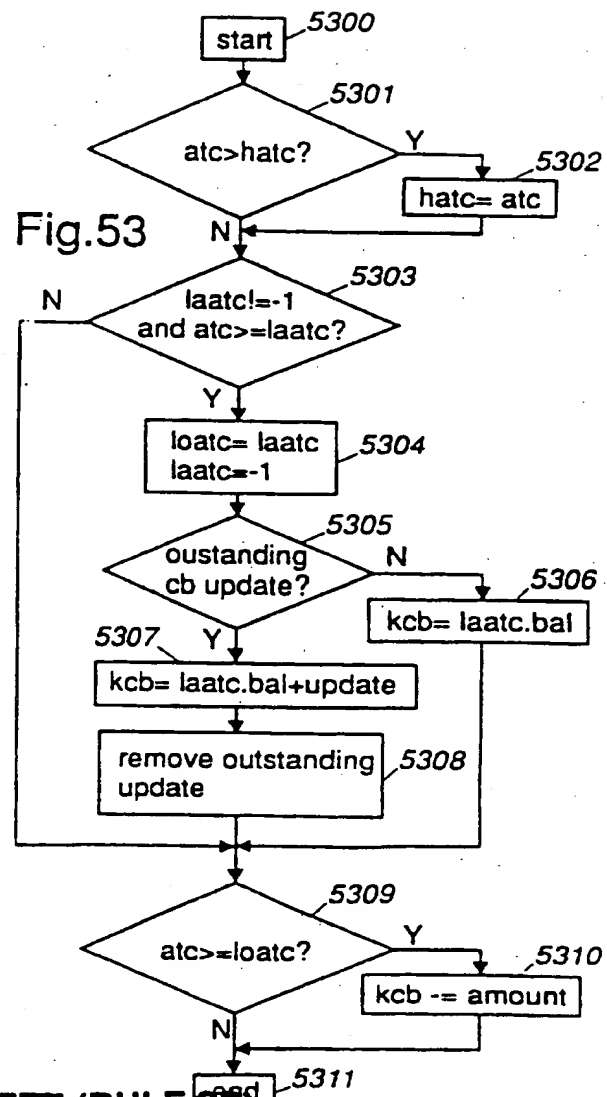 start
5300
5301
atc>hatc?
Y
5302
hatc= atc
Fig.53
N
5303
N
laatc!=-1
and atc>=laatc?
Y
loatc= laatc
laatc=-1
5304
5305
oustanding
cb update?
N
5306
kcb= laatc.bal
5307
Y
kcb= laatc.bal+update
remove outstanding
update
5308
5309
atc>=loatc?
Y
5310
kcb -= amount
N
end
5311